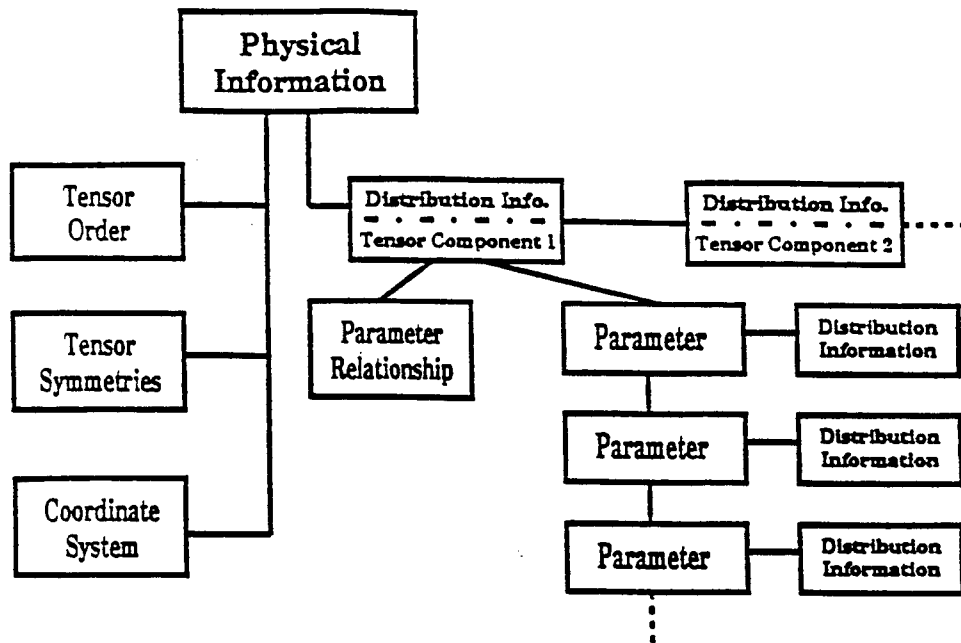 Physical
Information
Tensor
Order
Distribution Info.
Tensor Component 1
Distribution Info.
Tensor Component 2
Tensor
Symmetries
Parameter
Relationship
Parameter
Distribution
Information
Parameter
Distribution
Information
Coordinate
System
Parameter
Distribution
Information